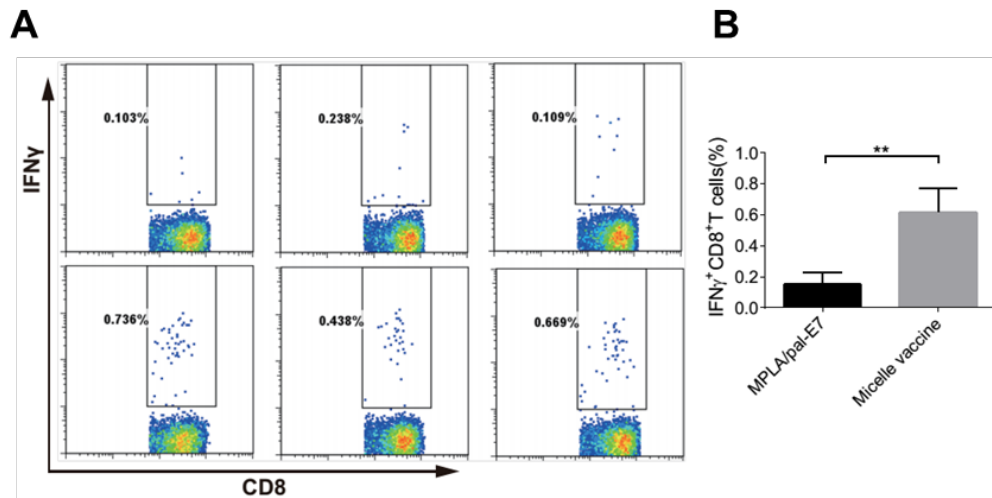 A
B
0.103%
0.238%
0.109%
0.736%
0.438%
0.669%
IFNγ
CD8
**
IFNγ⁺CD8⁺T cells(%)
1.0
0.8
0.6
0.4
0.2
0.0
MPLA/pal-E7
Micelle vaccine